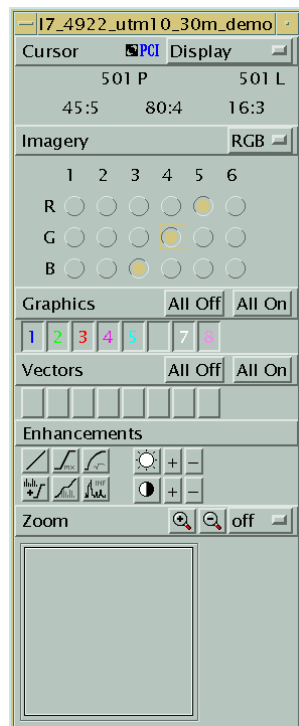 I7_4922_utm10_30m_demo
Cursor PCI Display
501 P 501 L
45:5 80:4 16:3
Imagery RGB
1 2 3 4 5 6
R
G
B
Graphics All Off All On
1 2 3 4 5 7 8
Vectors All Off All On
Enhancements
+ −
+ −
Zoom off